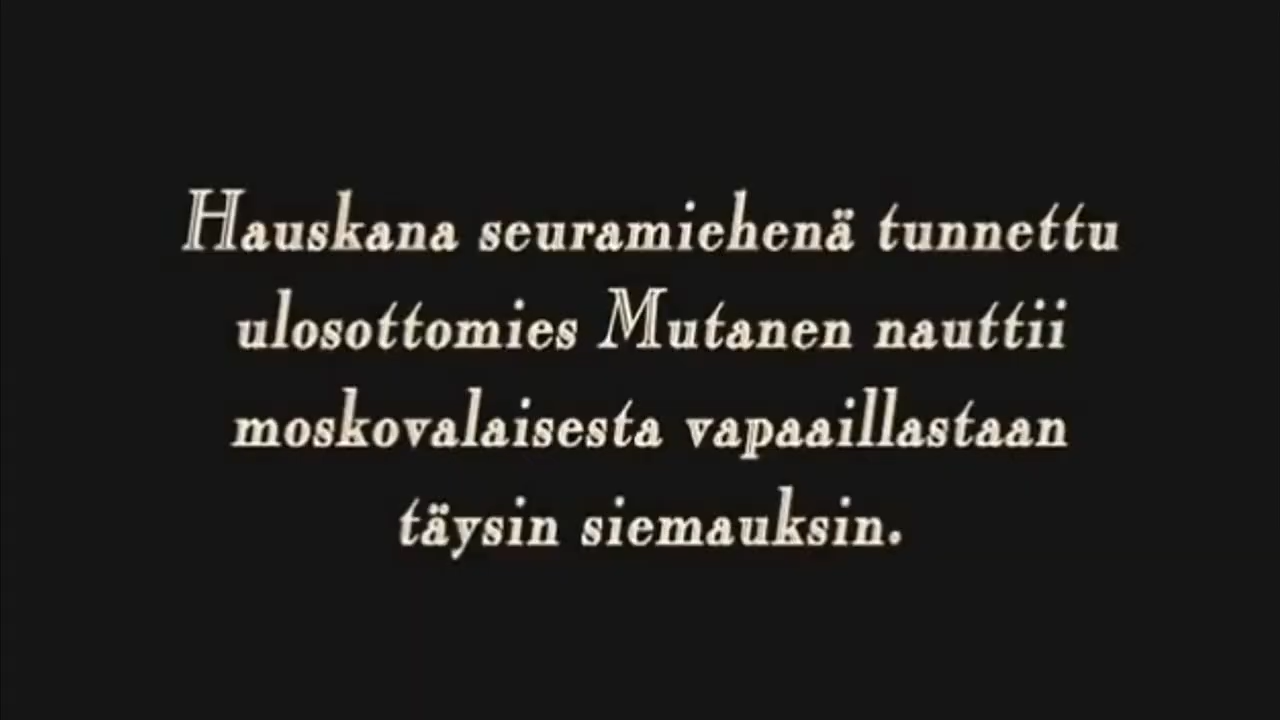 Hauskana seuramiehenä tunnettu
ulosottomies Mutanen nauttii
moskovalaisesta vapaaillastaan
täysin siemauksin.